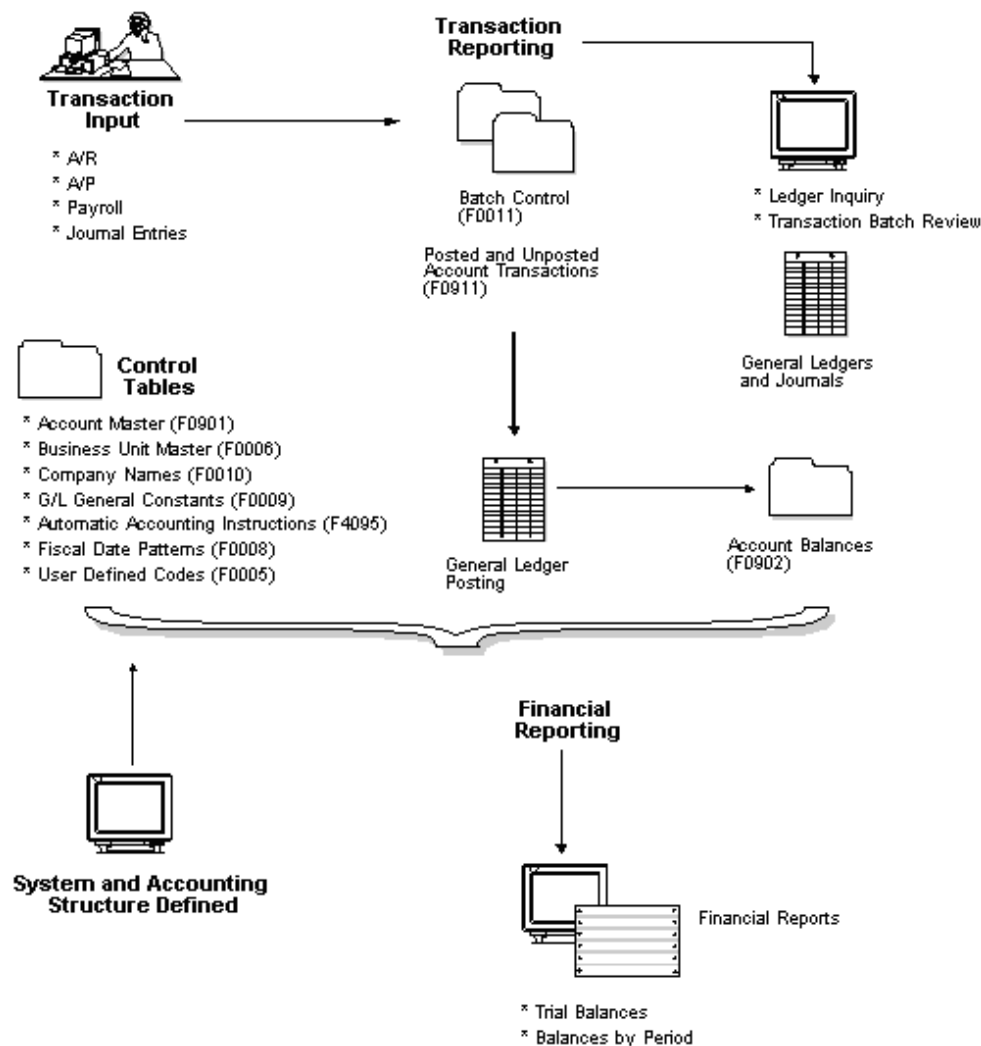 Transaction
Input
* A/R
* A/P
* Payroll
* Journal Entries
Transaction
Reporting
Batch Control
(F0011)
Posted and Unposted
Account Transactions
(F0911)
* Ledger Inquiry
* Transaction Batch Review
General Ledgers
and Journals
Control
Tables
* Account Master (F0901)
* Business Unit Master (F0006)
* Company Names (F0010)
* G/L General Constants (F0009)
* Automatic Accounting Instructions (F4095)
* Fiscal Date Patterns (F0008)
* User Defined Codes (F0005)
General Ledger
Posting
Account Balances
(F0902)
System and Accounting
Structure Defined
Financial
Reporting
Financial Reports
* Trial Balances
* Balances by Period